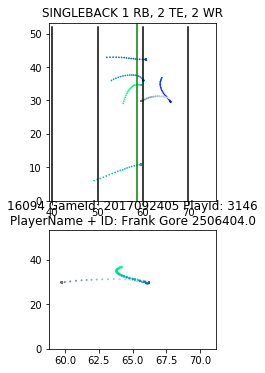 SINGLEBACK 1 RB, 2 TE, 2 WR
50
40
30
20
10
0
40 50 60 70
16094 GameId: 2017092405 PlayId: 3146
PlayerName + ID: Frank Gore 2506404.0
40
20
0
60.0 62.5 65.0 67.5 70.0